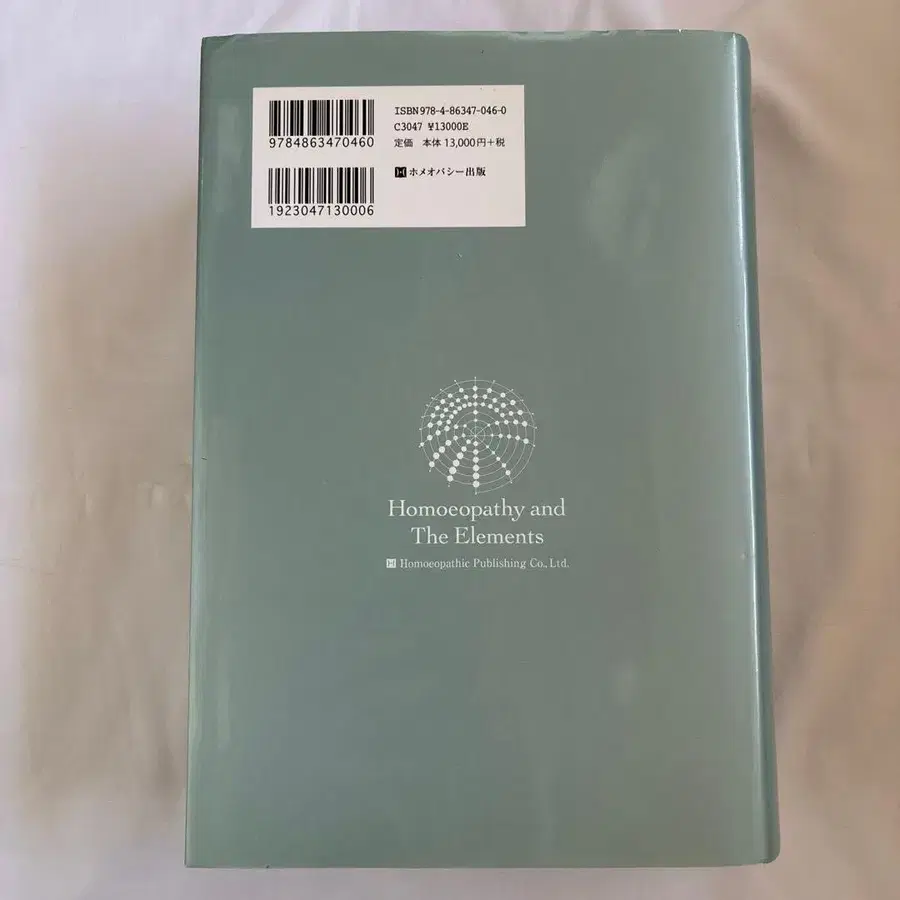 ISBN978-4-86347-046-0
C3047 ¥13000E
定価 本体 13,000円+税
9784863470460
H ホメオパシー出版
1923047130006
Homoeopathy and
The Elements
H Homoeopathic Publishing Co., Ltd.